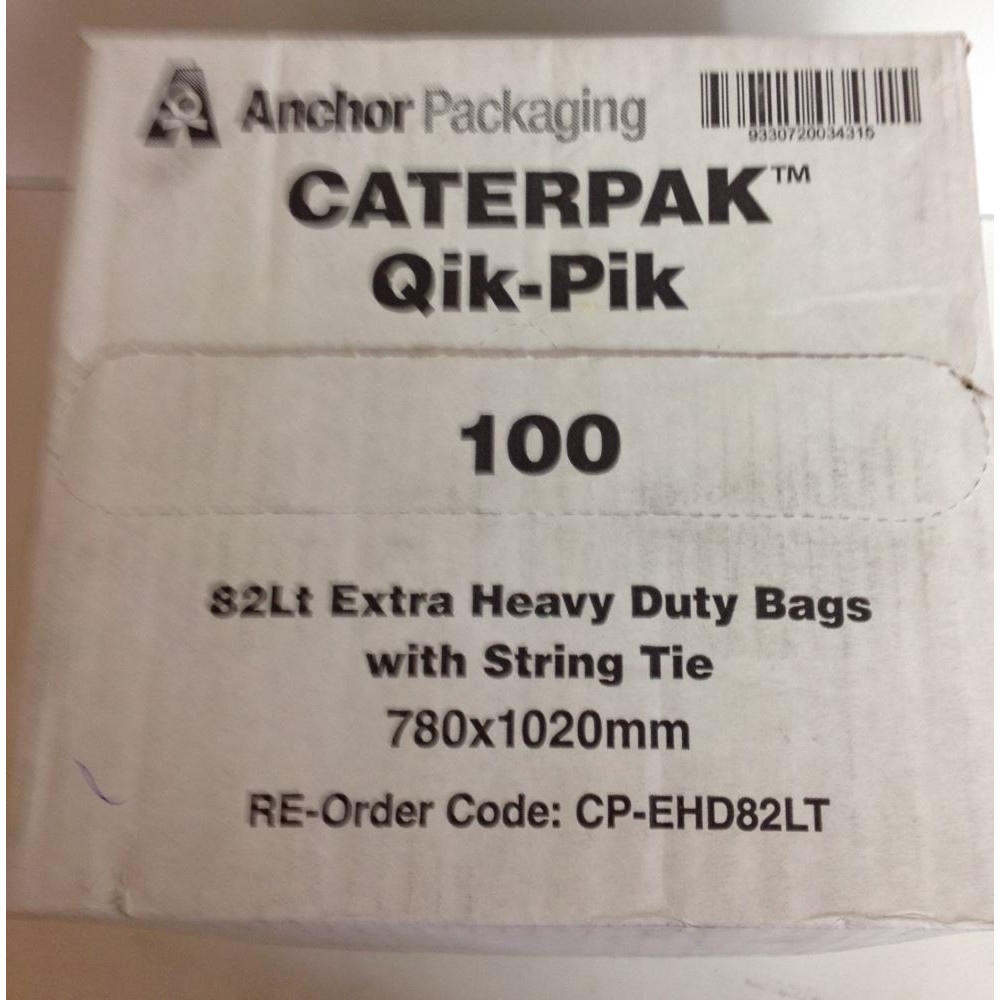 Anchor Packaging
9330720034315
CATERPAK™
Qik-Pik
100
82Lt Extra Heavy Duty Bags
with String Tie
780x1020mm
RE-Order Code: CP-EHD82LT